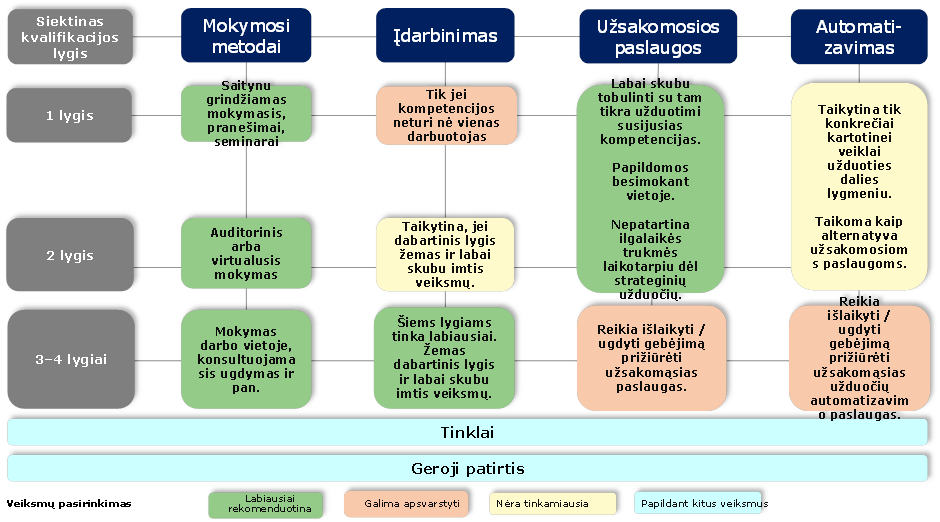 Siektinas
kvalifikacijos
lygis
Mokymosi
metodai
Įdarbinimas
Užsakomosios
paslaugos
Automati-
zavimas
1 lygis
Saitynu
grindžiamas
mokymasis,
pranešimai,
seminarai
Tik jei
kompetencijos
neturi nė vienas
darbuotojas
Labai skubu
tobulinti su tam
tikra užduotimi
susijusias
kompetencijas.
Papildomos
besimokant
vietoje.
Nepatartina
ilgalaikės
trukmės
laikotarpiu dėl
strateginių
užduočių.
Taikytina tik
konkrečiai
kartotinei
veiklai
užduoties
dalies
lygmeniu.
Taikoma kaip
alternatyva
užsakomosiom
s paslaugoms.
2 lygis
Auditorinis
arba
virtualusis
mokymas
Taikytina, jei
dabartinis lygis
žemas ir labai
skubu imtis
veiksmų.
3–4 lygiai
Mokymas
darbo vietoje,
konsultuojama
sis ugdymas ir
pan.
Šiems lygiams
tinka labiausiai.
Žemas
dabartinis lygis
ir labai skubu
imtis veiksmų.
Reikia išlaikyti /
ugdyti gebėjimą
prižiūrėti
užsakomąsias
paslaugas.
Reikia
išlaikyti /
ugdyti
gebėjimą
prižiūrėti
užsakomąsias
užduočių
automatizavim
o paslaugas.
Tinklai
Geroji patirtis
Veiksmų pasirinkimas
Labiausiai
rekomenduotina
Galima apsvarstyti
Nėra tinkamiausia
Papildant kitus veiksmus